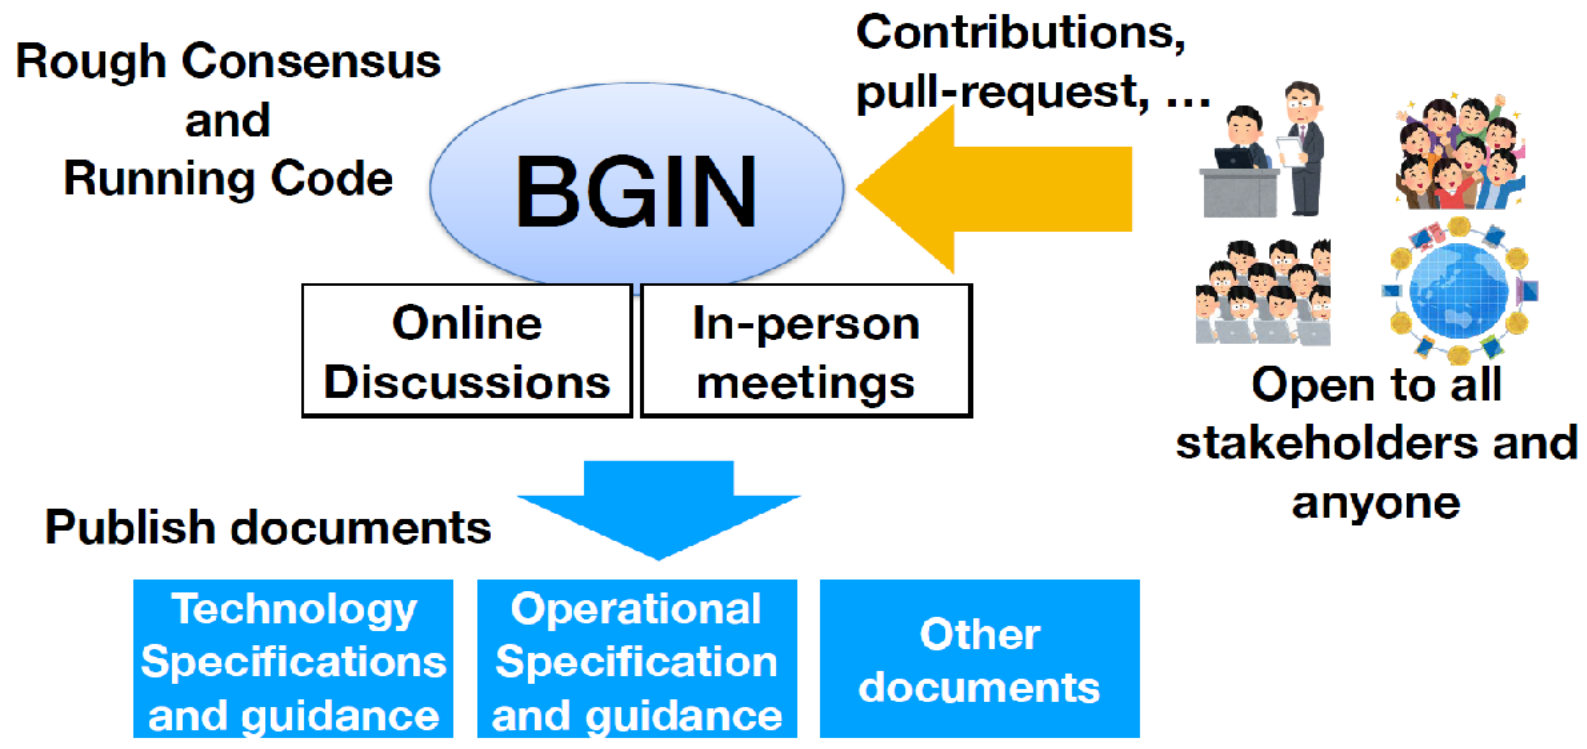 Rough Consensus
and
Running Code
BGIN
Contributions,
pull-request, ...
Online
Discussions
In-person
meetings
Open to all
stakeholders and
anyone
Publish documents
Technology
Specifications
and guidance
Operational
Specification
and guidance
Other
documents